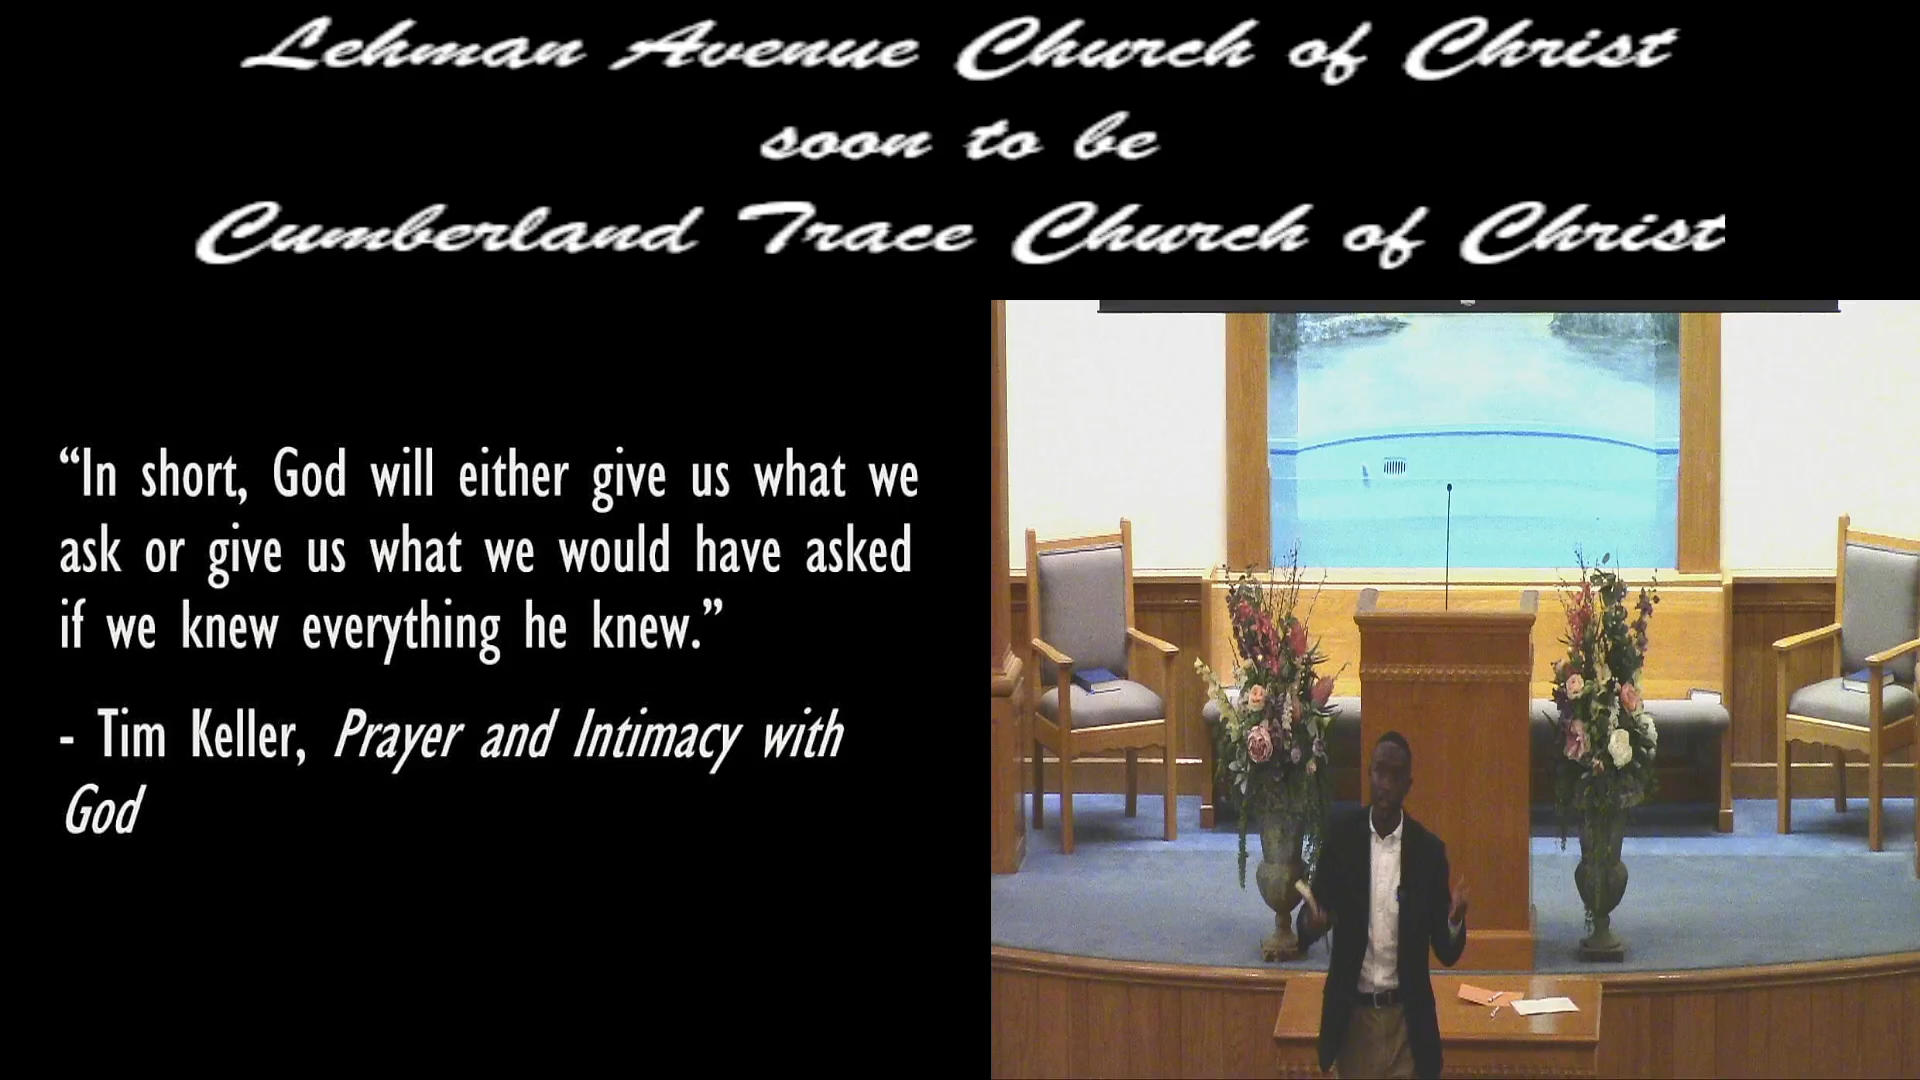 Lehman Avenue Church of Christ
soon to be
Cumberland Trace Church of Christ
“In short, God will either give us what we
ask or give us what we would have asked
if we knew everything he knew.”
- Tim Keller, Prayer and Intimacy with
God